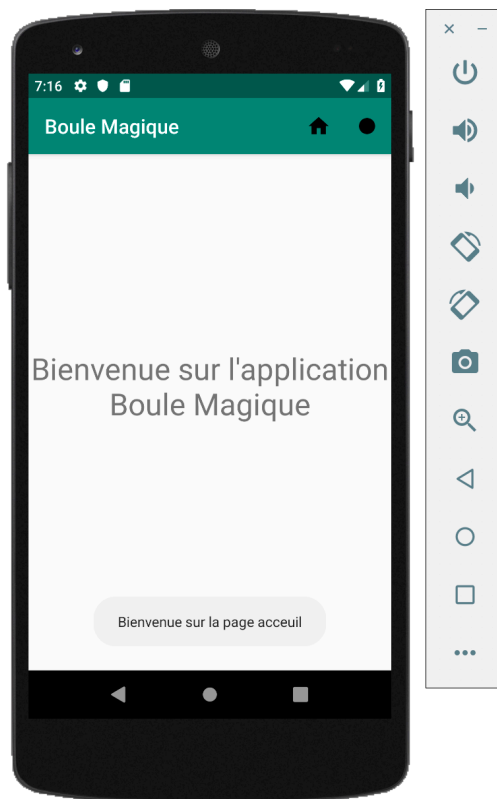 7:16
Boule Magique
Bienvenue sur l'application
Boule Magique
Bienvenue sur la page acceuil